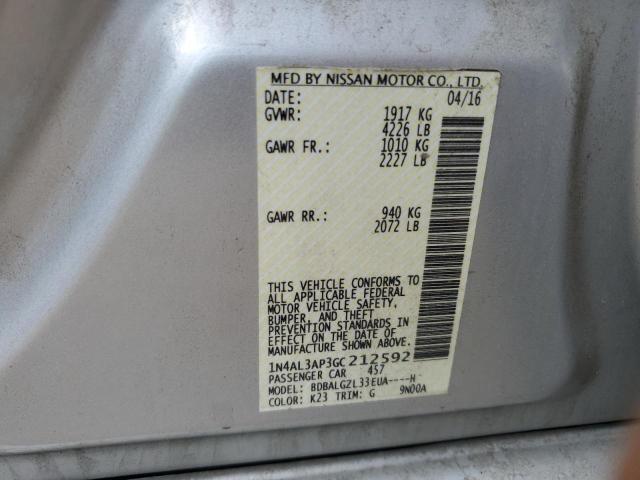 MFD BY NISSAN MOTOR CO., LTD.
DATE: 04/16
GVWR: 1917 KG
4226 LB
GAWR FR.: 1010 KG
2227 LB
GAWR RR.: 940 KG
2072 LB
THIS VEHICLE CONFORMS TO
ALL APPLICABLE FEDERAL
MOTOR VEHICLE SAFETY,
BUMPER, AND THEFT
PREVENTION STANDARDS IN
EFFECT ON THE DATE OF
MANUFACTURE SHOWN ABOVE.
1N4AL3AP3GC212592
PASSENGER CAR 457
MODEL: BDBALGZL33EUA----H
COLOR: K23 TRIM: G 9N00A